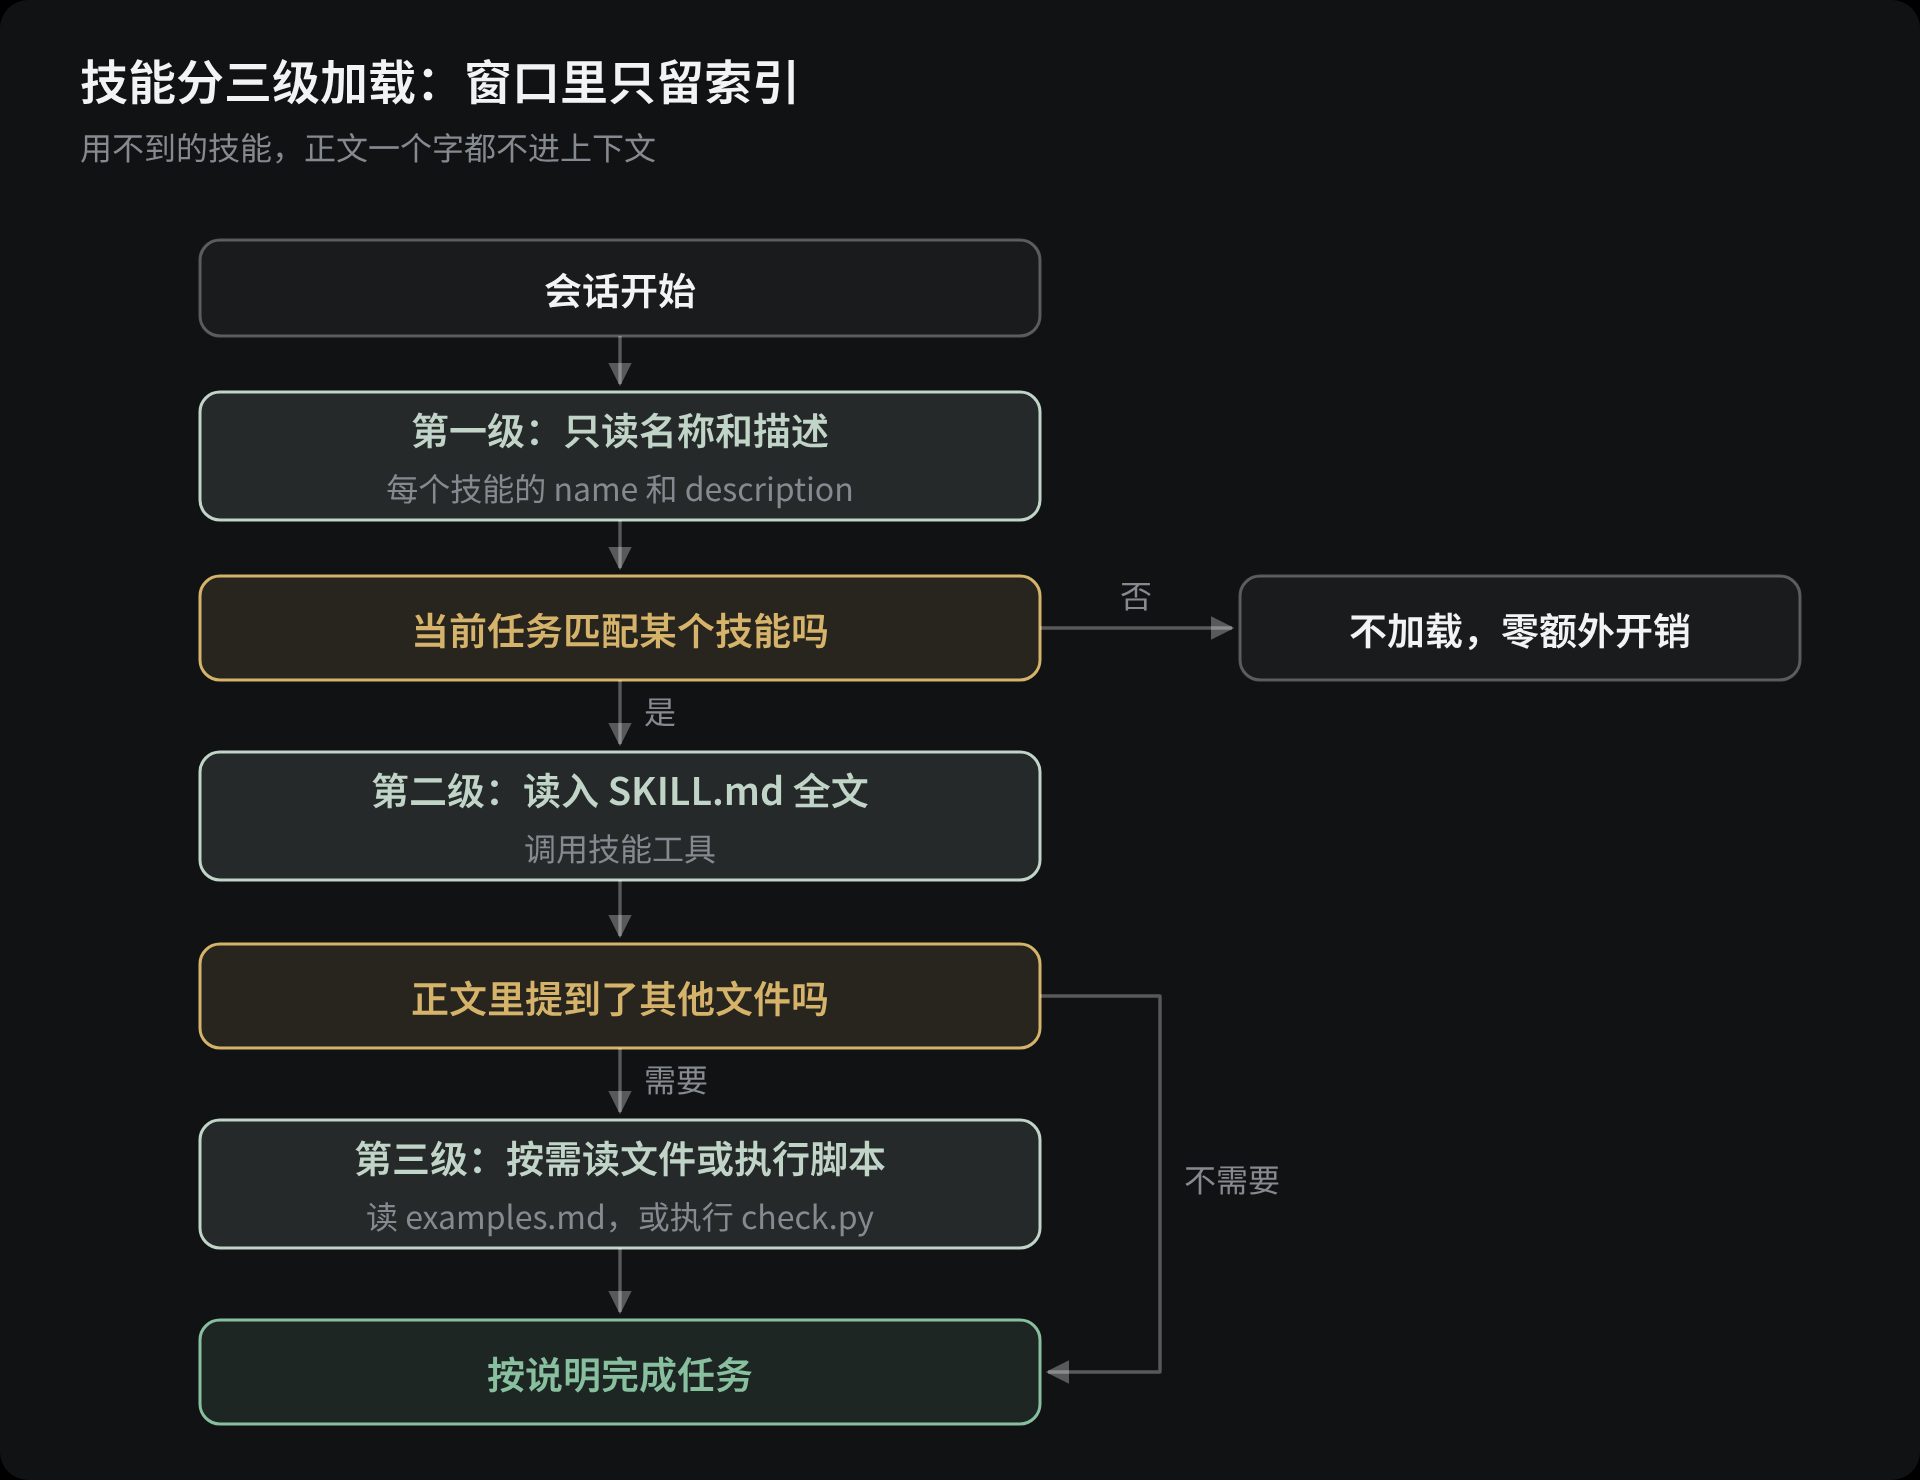 技能分三级加载：窗口里只留索引
用不到的技能，正文一个字都不进上下文
会话开始
第一级：只读名称和描述
每个技能的 name 和 description
当前任务匹配某个技能吗
否
不加载，零额外开销
是
第二级：读入 SKILL.md 全文
调用技能工具
正文里提到了其他文件吗
需要
第三级：按需读文件或执行脚本
读 examples.md，或执行 check.py
不需要
按说明完成任务